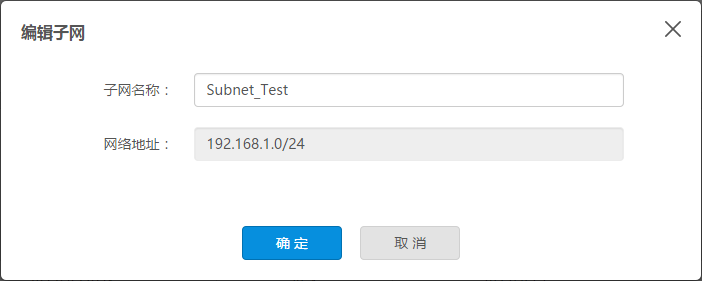 编辑子网
子网名称： Subnet_Test
网络地址： 192.168.1.0/24
确定 取消